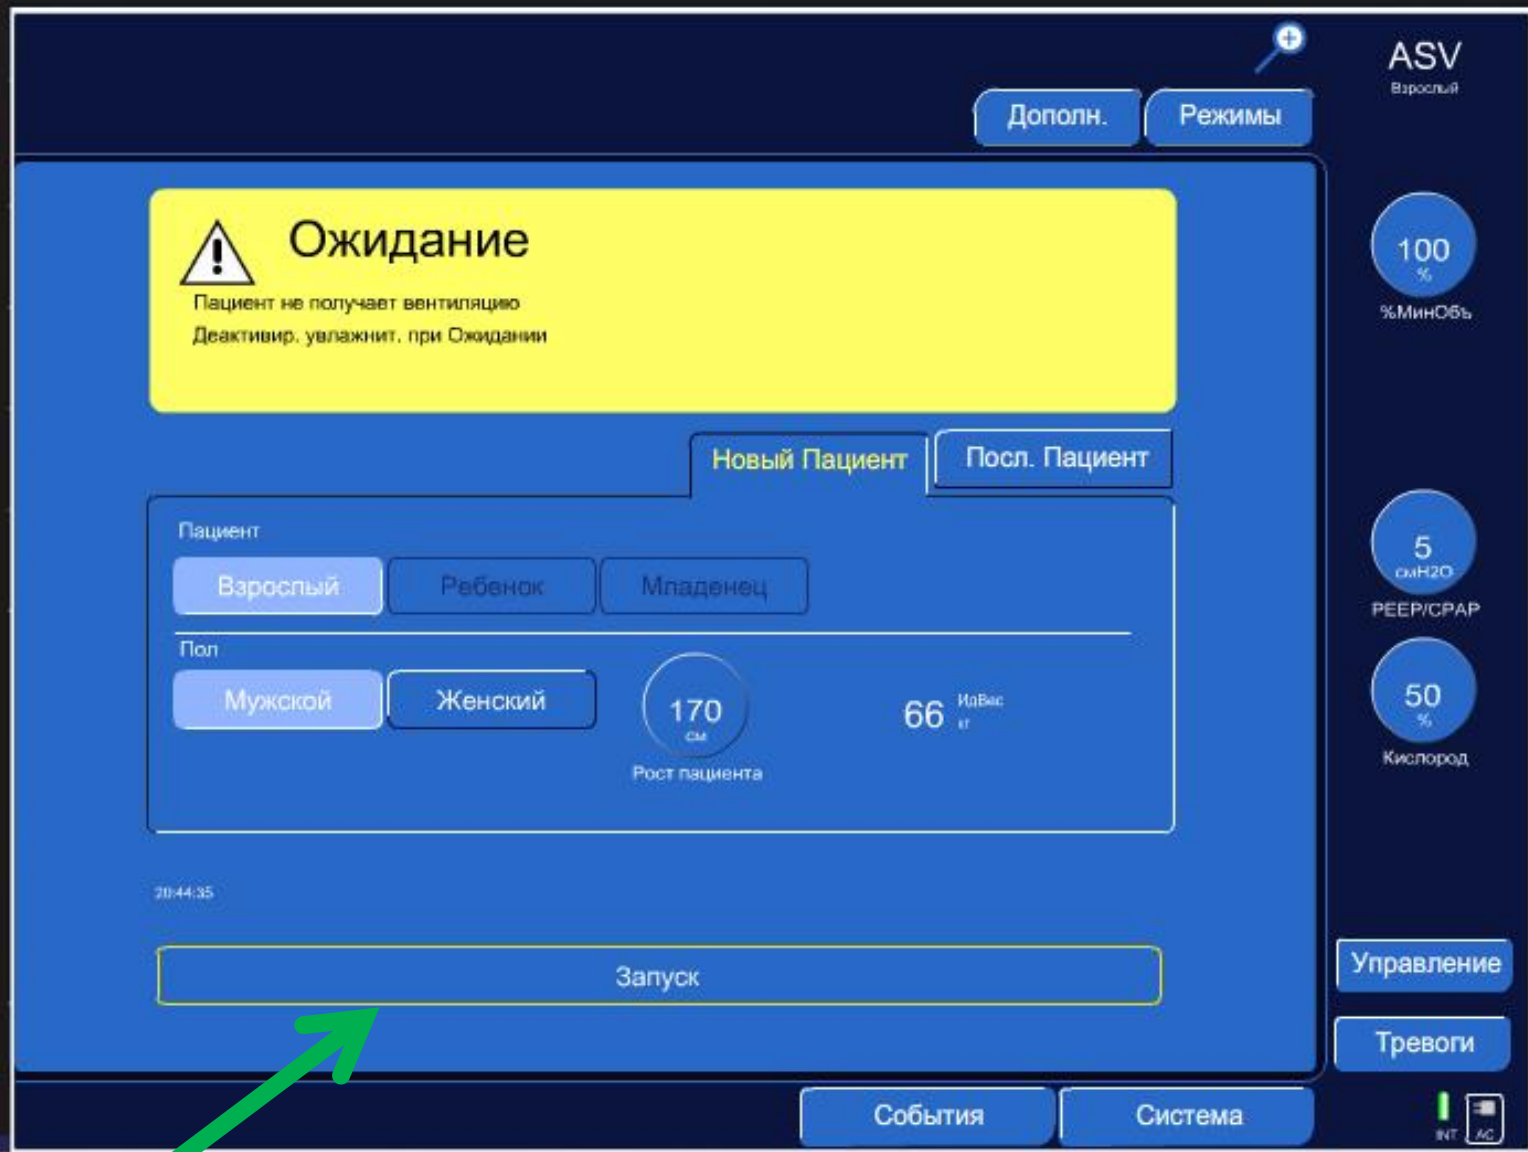 ASV
Взрослый
Дополн.
Режимы
Ожидание
Пациент не получает вентиляцию
Деактивир. увлажнит. при Ожидании
100
%
%МинОбъ
Новый Пациент
Посл. Пациент
Пациент
Взрослый
Ребенок
Младенец
5
смH2O
PEEP/CPAP
Пол
Мужской
Женский
170
см
Рост пациента
66
ИдВес
кг
50
%
Кислород
20:44:35
Запуск
Управление
Тревоги
События
Система
INT
AC